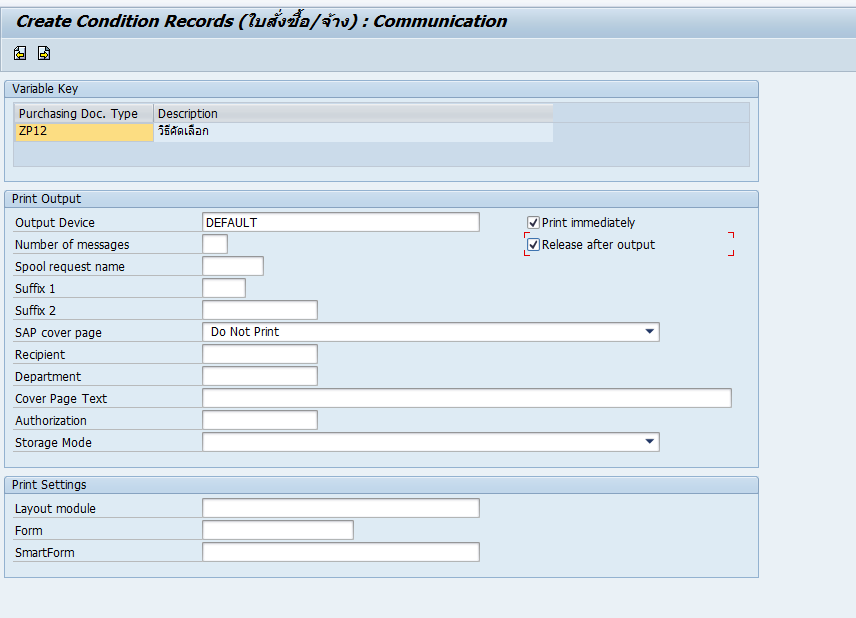 Create Condition Records (ใบสั่งซื้อ/จ้าง) : Communication
Variable Key
Purchasing Doc. Type Description
ZP12 วิธีคัดเลือก
Print Output
Output Device DEFAULT Print immediately
Number of messages Release after output
Spool request name
Suffix 1
Suffix 2
SAP cover page Do Not Print
Recipient
Department
Cover Page Text
Authorization
Storage Mode
Print Settings
Layout module
Form
SmartForm